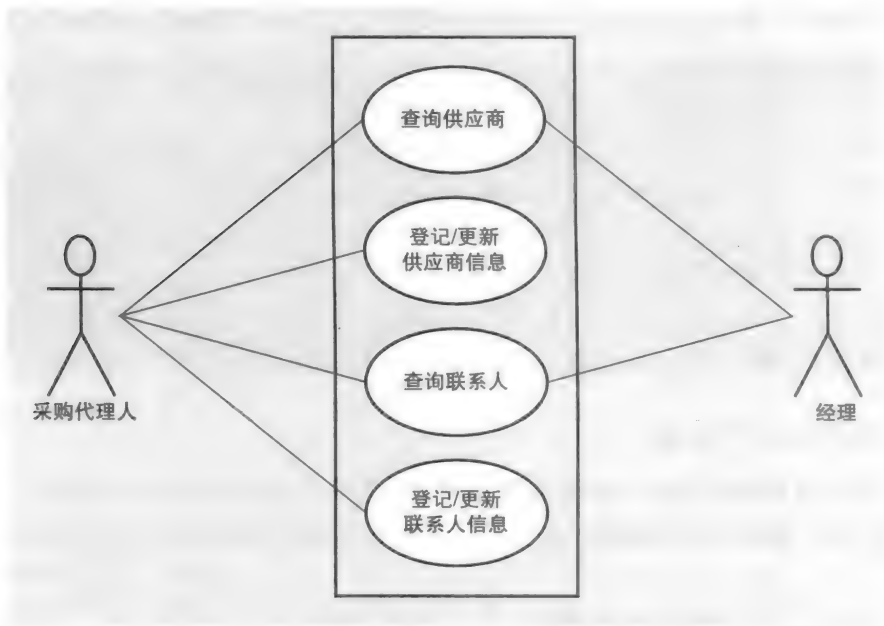 查询供应商
登记/更新
供应商信息
查询联系人
登记/更新
联系人信息
采购代理人
经理